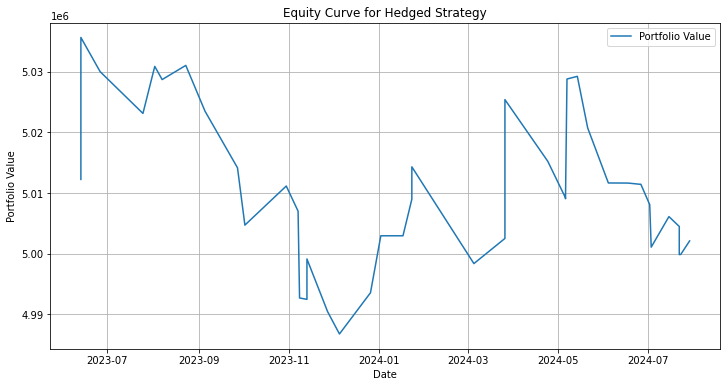 Equity Curve for Hedged Strategy
1e6
Portfolio Value
5.03
5.02
5.01
5.00
4.99
Portfolio Value
2023-07
2023-09
2023-11
2024-01
2024-03
2024-05
2024-07
Date